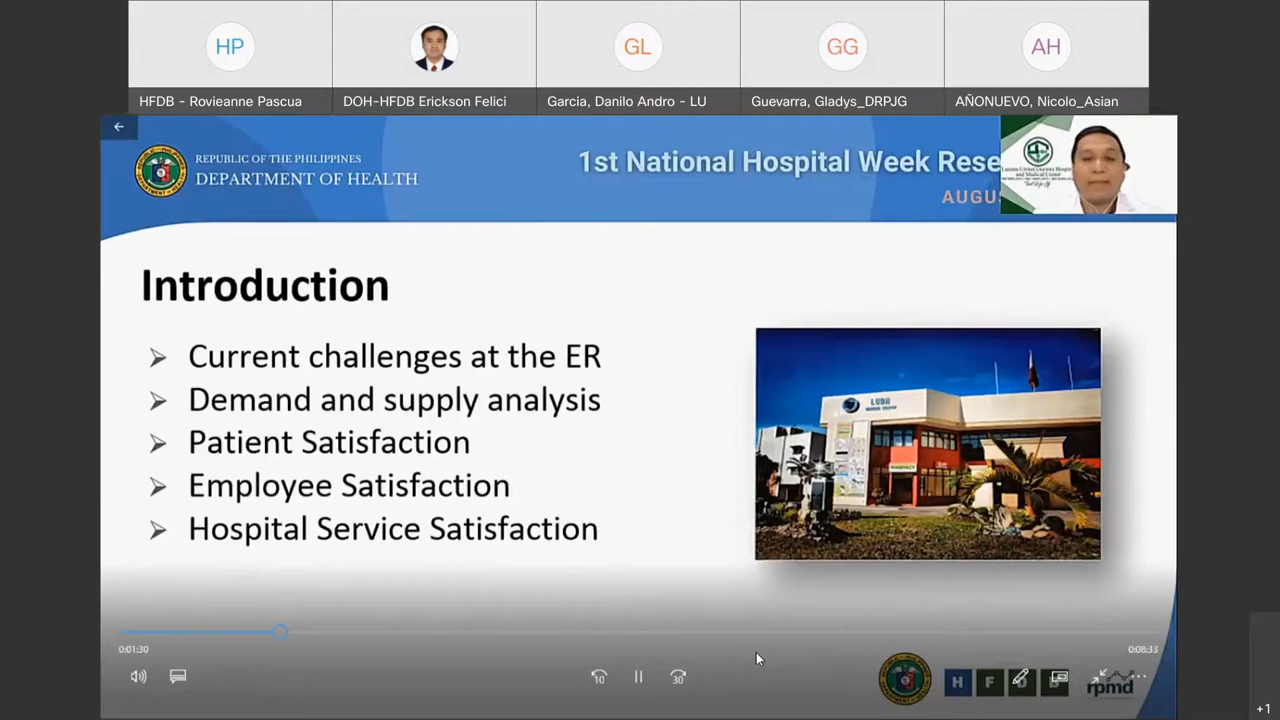 HP
GL
GG
AH
HFDB - Rovieanne Pascua
DOH-HFDB Erickson Felici
Garcia, Danilo Andro - LU
Guevarra, Gladys_DRPJG
AÑONUEVO, Nicolo_Asian
REPUBLIC OF THE PHILIPPINES
DEPARTMENT OF HEALTH
1st National Hospital Week Rese
AUGU
Introduction
➢ Current challenges at the ER
➢ Demand and supply analysis
➢ Patient Satisfaction
➢ Employee Satisfaction
➢ Hospital Service Satisfaction
LUDH
PHARMACY
0:01:30
0:08:33
10
30
H F D B
rpmd
+1